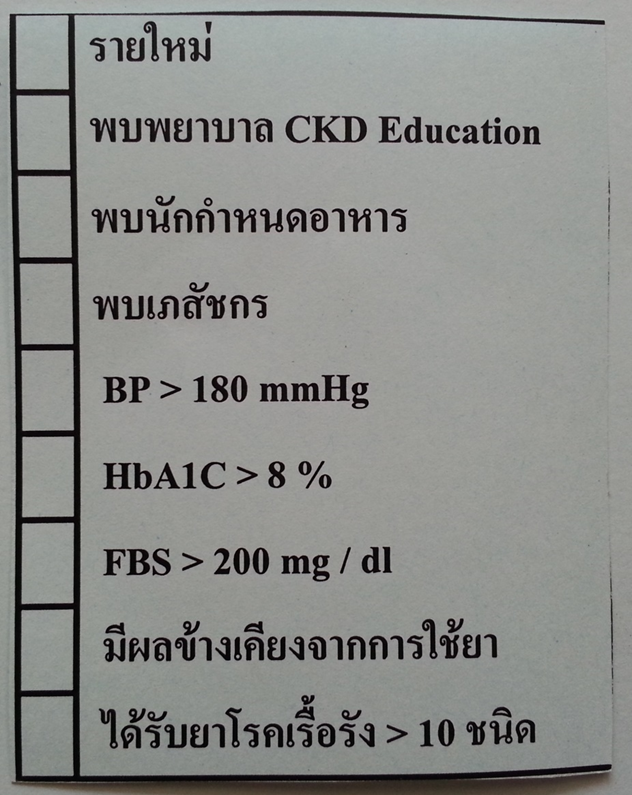 รายใหม่
พบพยาบาล CKD Education
พบนักกำหนดอาหาร
พบเภสัชกร
BP > 180 mmHg
HbA1C > 8 %
FBS > 200 mg / dl
มีผลข้างเคียงจากการใช้ยา
ได้รับยาโรคเรื้อรัง > 10 ชนิด